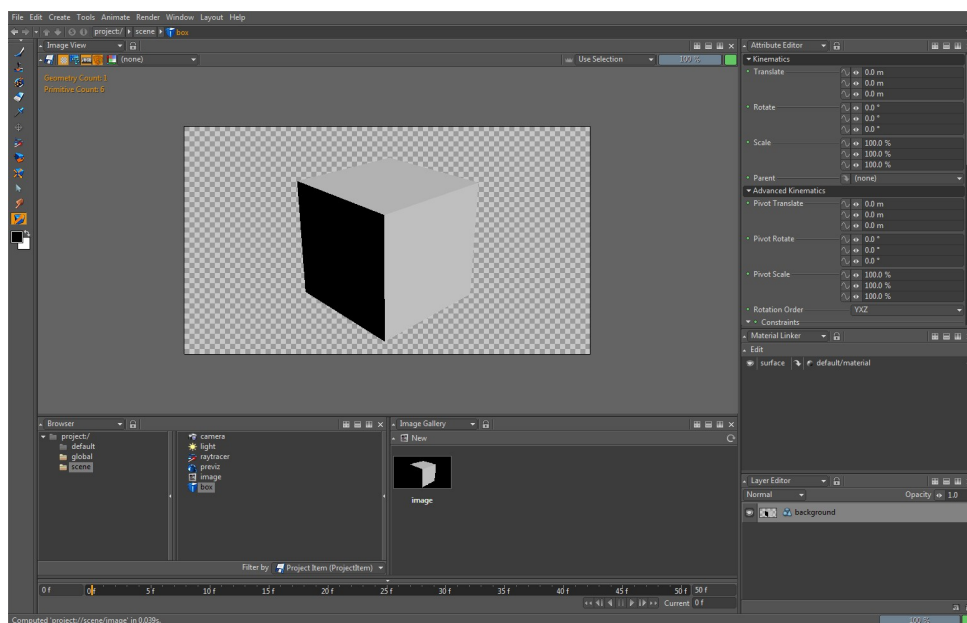 File Edit Create Tools Animate Render Window Layout Help
project:/ scene box
Image View
(none) Use Selection 100 %
Geometry Count: 1
Primitive Count: 6
Attribute Editor
Kinematics
Translate 0.0 m
0.0 m
0.0 m
Rotate 0.0 °
0.0 °
0.0 °
Scale 100.0 %
100.0 %
100.0 %
Parent (none)
Advanced Kinematics
Pivot Translate 0.0 m
0.0 m
0.0 m
Pivot Rotate 0.0 °
0.0 °
0.0 °
Pivot Scale 100.0 %
100.0 %
100.0 %
Rotation Order YXZ
Constraints
Material Linker
Edit
surface default/material
Browser
project:/
default
global
scene
camera
light
raytracer
previz
image
box
Filter by Project Item (ProjectItem)
Image Gallery
New
image
Layer Editor
Normal Opacity 1.0
background
0 f 0 f 5 f 10 f 15 f 20 f 25 f 30 f 35 f 40 f 45 f 50 f 50 f
Current 0 f
Computed 'project://scene/image' in 0.039s. 100 %